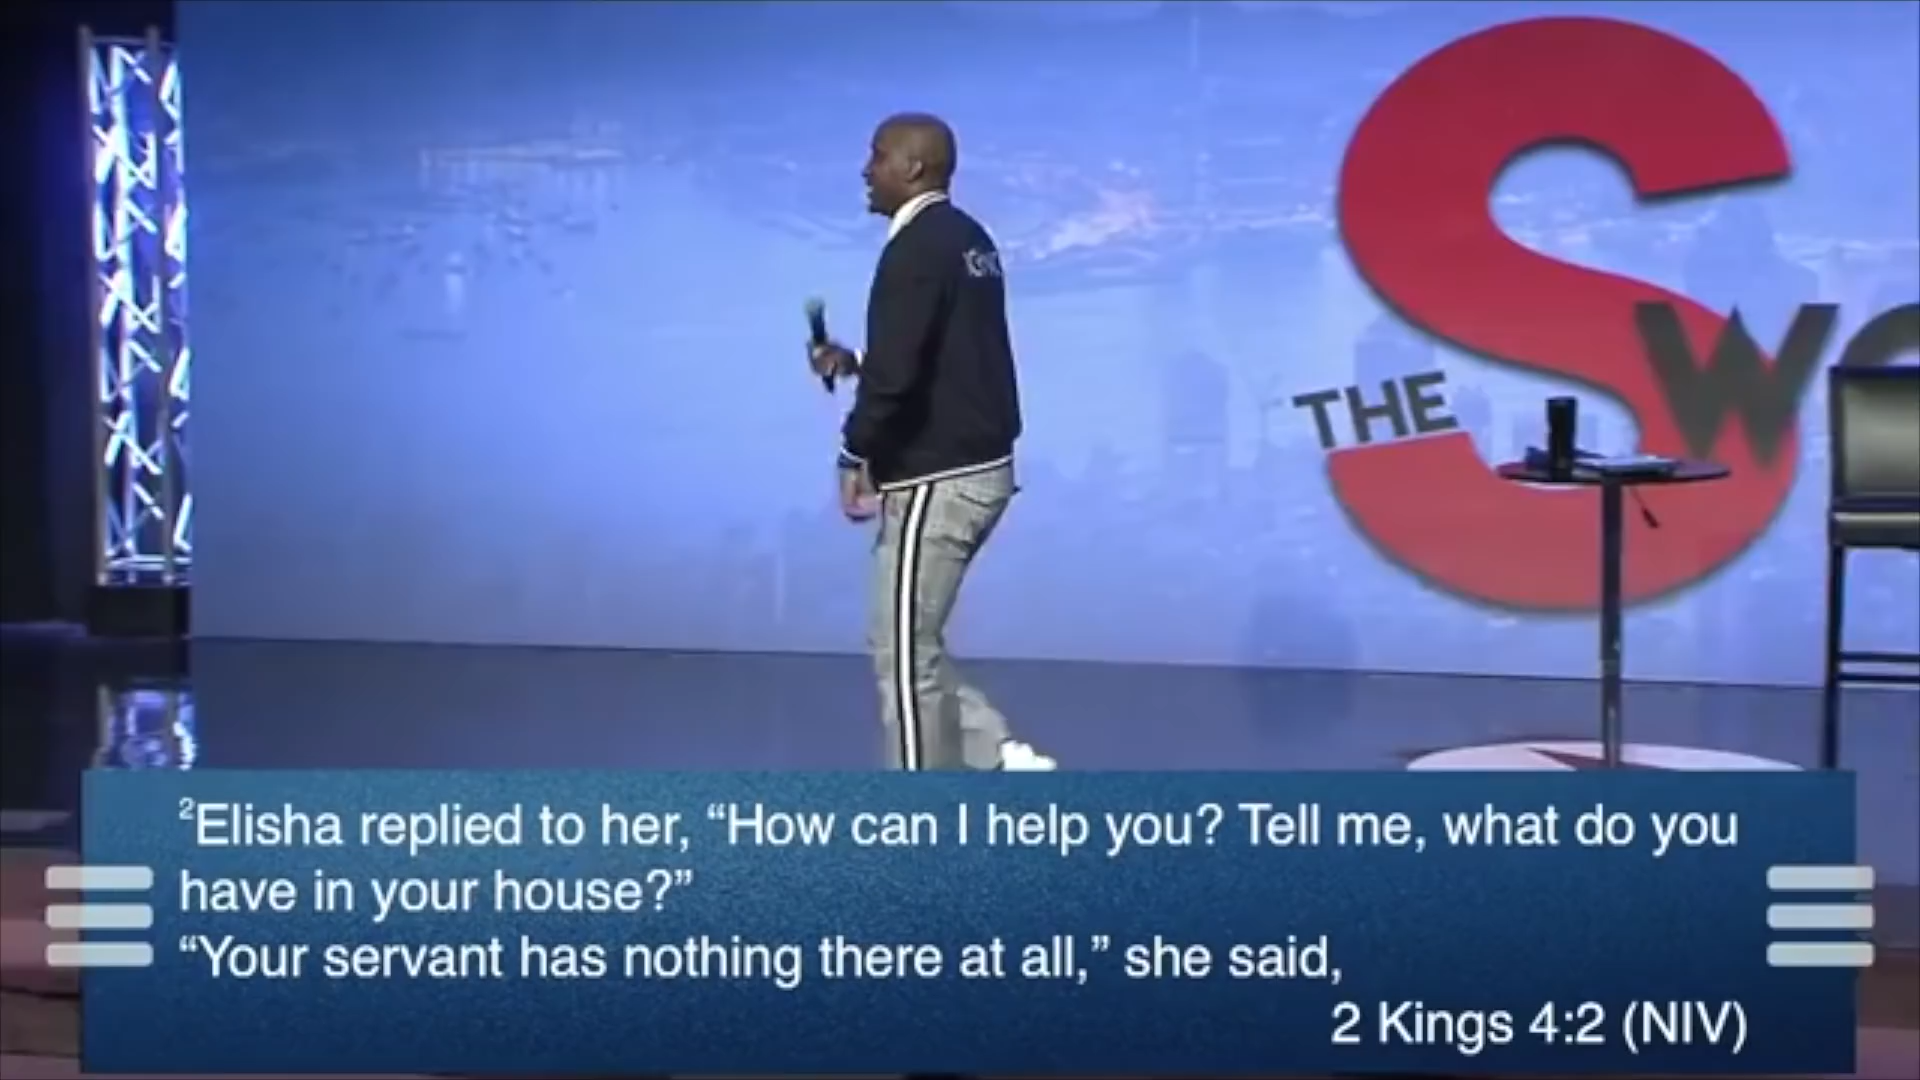 THE
S
²Elisha replied to her, “How can I help you? Tell me, what do you
have in your house?”
“Your servant has nothing there at all,” she said,
2 Kings 4:2 (NIV)